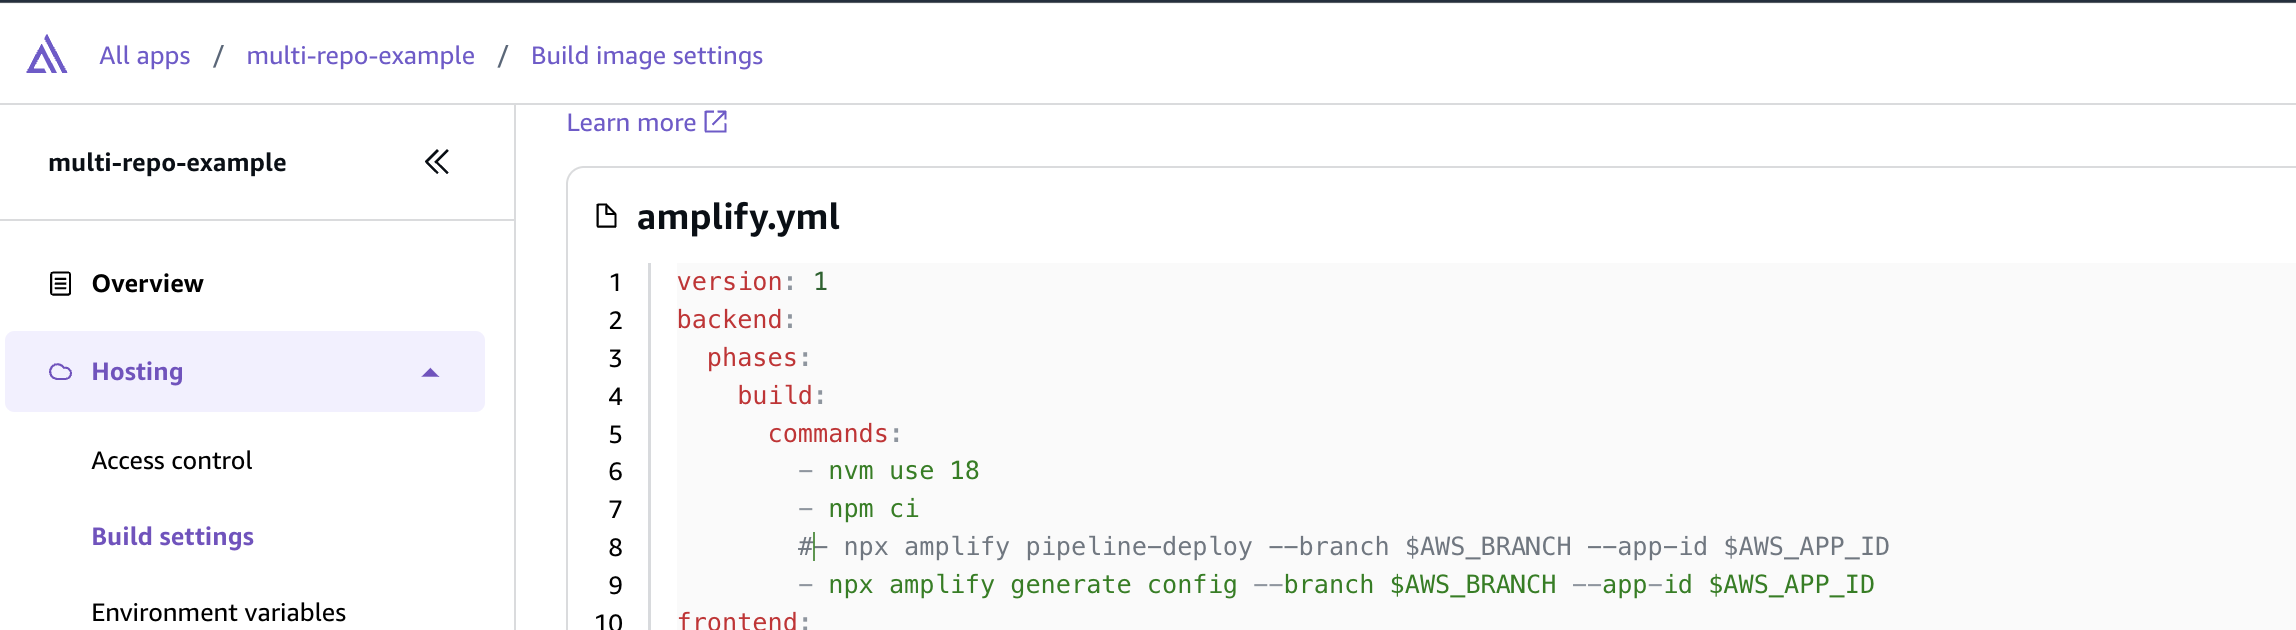 All apps / multi-repo-example / Build image settings
multi-repo-example
Overview
Hosting
Access control
Build settings
Environment variables
Learn more
amplify.yml
1 version: 1
2 backend:
3   phases:
4     build:
5       commands:
6         - nvm use 18
7         - npm ci
8         #- npx amplify pipeline-deploy --branch $AWS_BRANCH --app-id $AWS_APP_ID
9         - npx amplify generate config --branch $AWS_BRANCH --app-id $AWS_APP_ID
10 frontend: